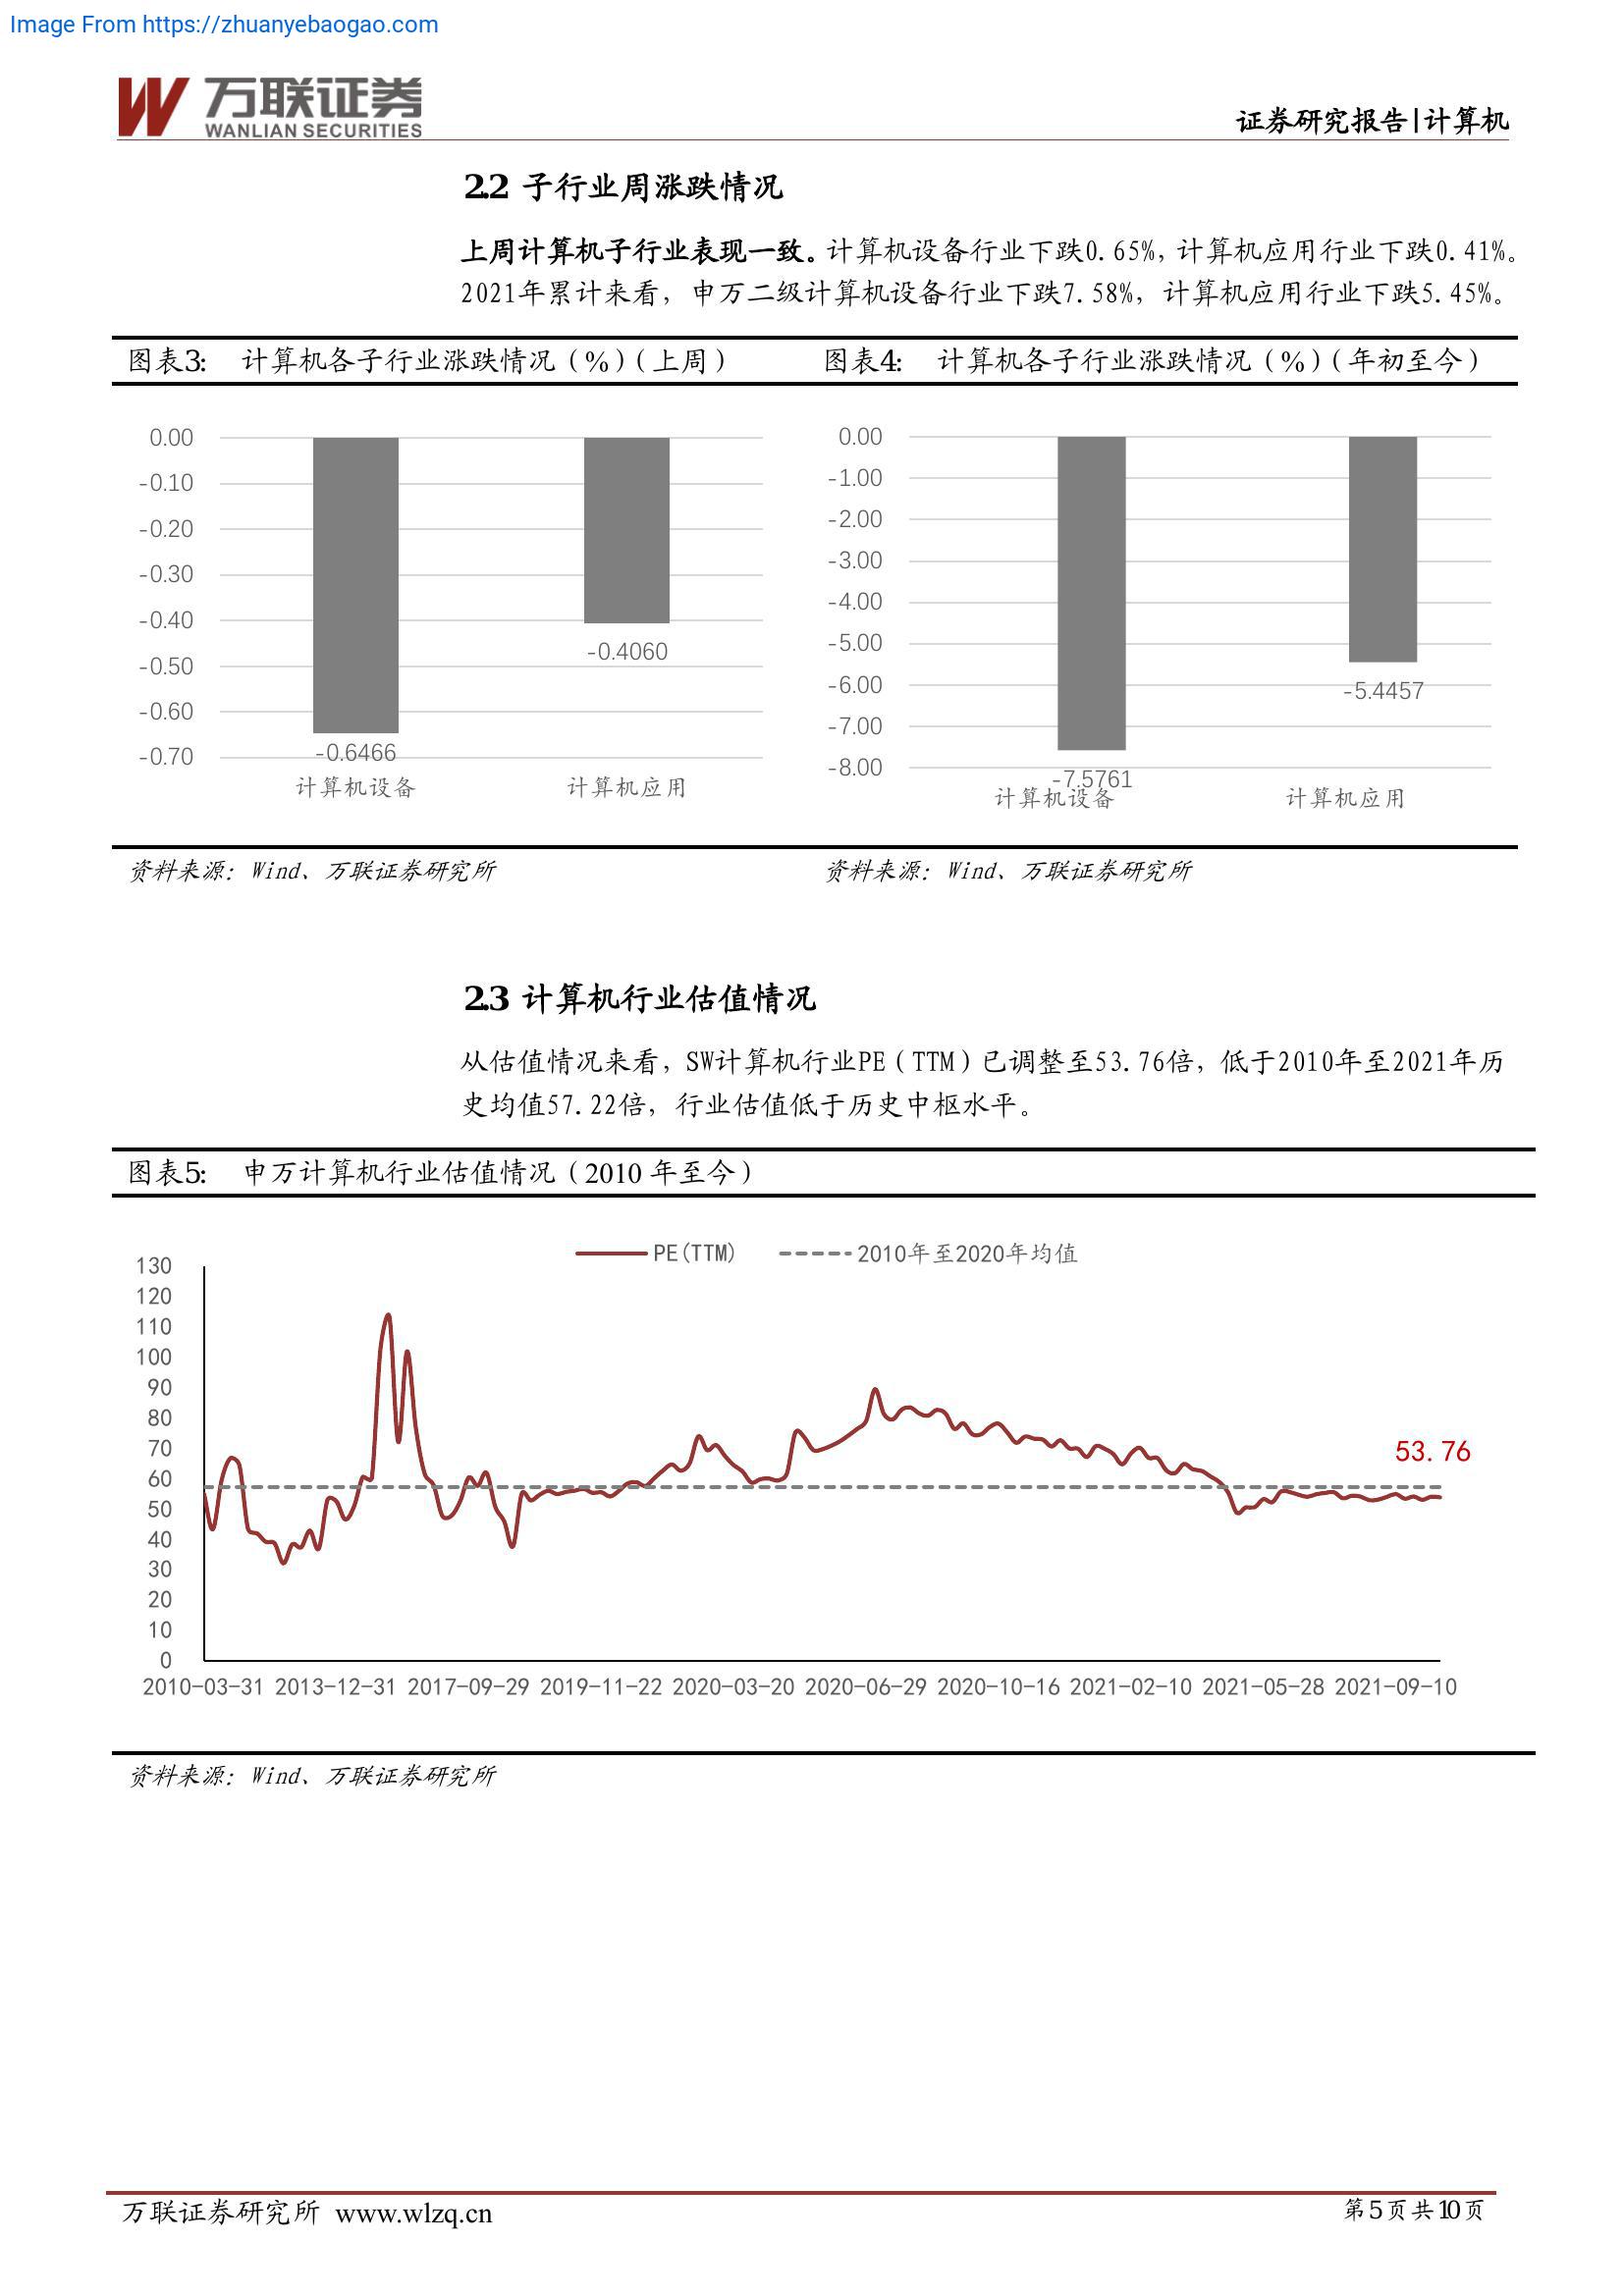 Image From https://zhuanyebaogao.com
万联证券
WANLIAN SECURITIES
证券研究报告|计算机
2.2 子行业周涨跌情况
上周计算机子行业表现一致。计算机设备行业下跌0.65%，计算机应用行业下跌0.41%。
2021年累计来看，申万二级计算机设备行业下跌7.58%，计算机应用行业下跌5.45%。
图表3: 计算机各子行业涨跌情况（%）（上周）
0.00
-0.10
-0.20
-0.30
-0.40
-0.50
-0.60
-0.70
-0.6466
-0.4060
计算机设备 计算机应用
资料来源：Wind、万联证券研究所
图表4: 计算机各子行业涨跌情况（%）（年初至今）
0.00
-1.00
-2.00
-3.00
-4.00
-5.00
-6.00
-7.00
-8.00
-7.5761
-5.4457
计算机设备 计算机应用
资料来源：Wind、万联证券研究所
2.3 计算机行业估值情况
从估值情况来看，SW计算机行业PE（TTM）已调整至53.76倍，低于2010年至2021年历
史均值57.22倍，行业估值低于历史中枢水平。
图表5: 申万计算机行业估值情况（2010 年至今）
PE(TTM) 2010年至2020年均值
130
120
110
100
90
80
70
60
50
40
30
20
10
0
53.76
2010-03-31 2013-12-31 2017-09-29 2019-11-22 2020-03-20 2020-06-29 2020-10-16 2021-02-10 2021-05-28 2021-09-10
资料来源：Wind、万联证券研究所
万联证券研究所 www.wlzq.cn
第5页共10页